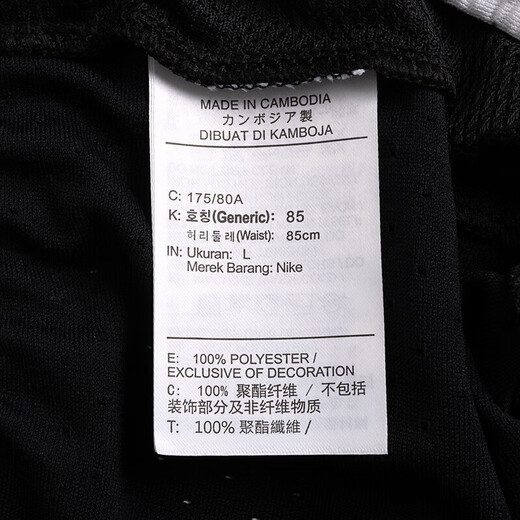 MADE IN CAMBODIA
カンボジア製
DIBUAT DI KAMBOJA
C: 175/80A
K: 호칭(Generic): 85
허리둘레(Waist): 85cm
IN: Ukuran: L
Merek Barang: Nike
E: 100% POLYESTER /
EXCLUSIVE OF DECORATION
C: 100% 聚酯纤维 / 不包括
装饰部分及非纤维物质
T: 100% 聚酯纖維 /